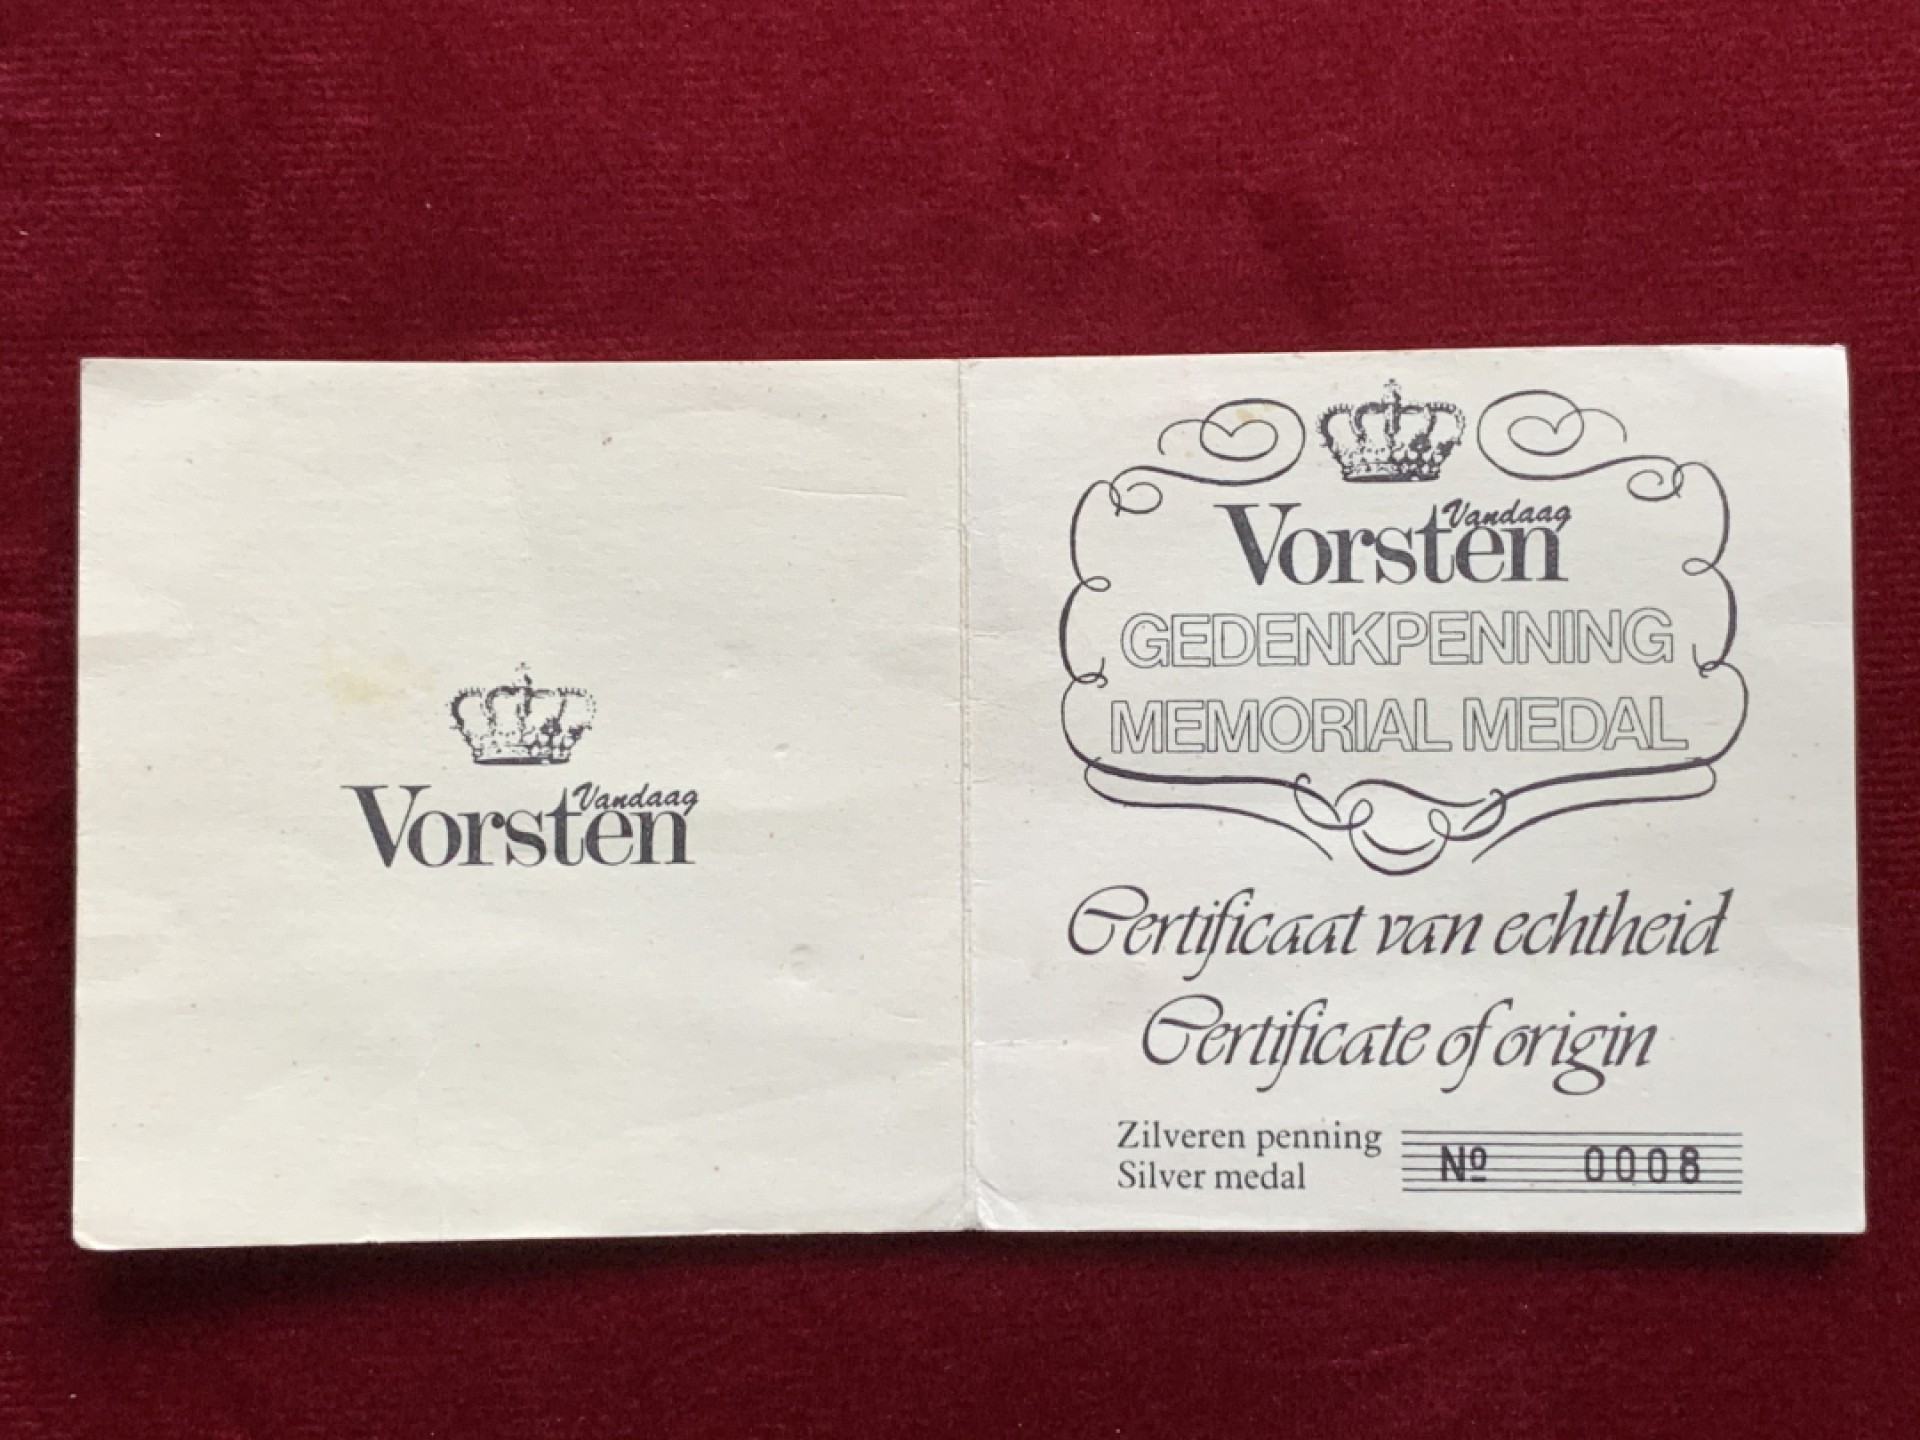 Vandaag
Vorsten
Vandaag
Vorsten
GEDENKPENNING
MEMORIAL MEDAL
Certificaat van echtheid
Certificate of origin
Zilveren penning
Silver medal
Nº 0008